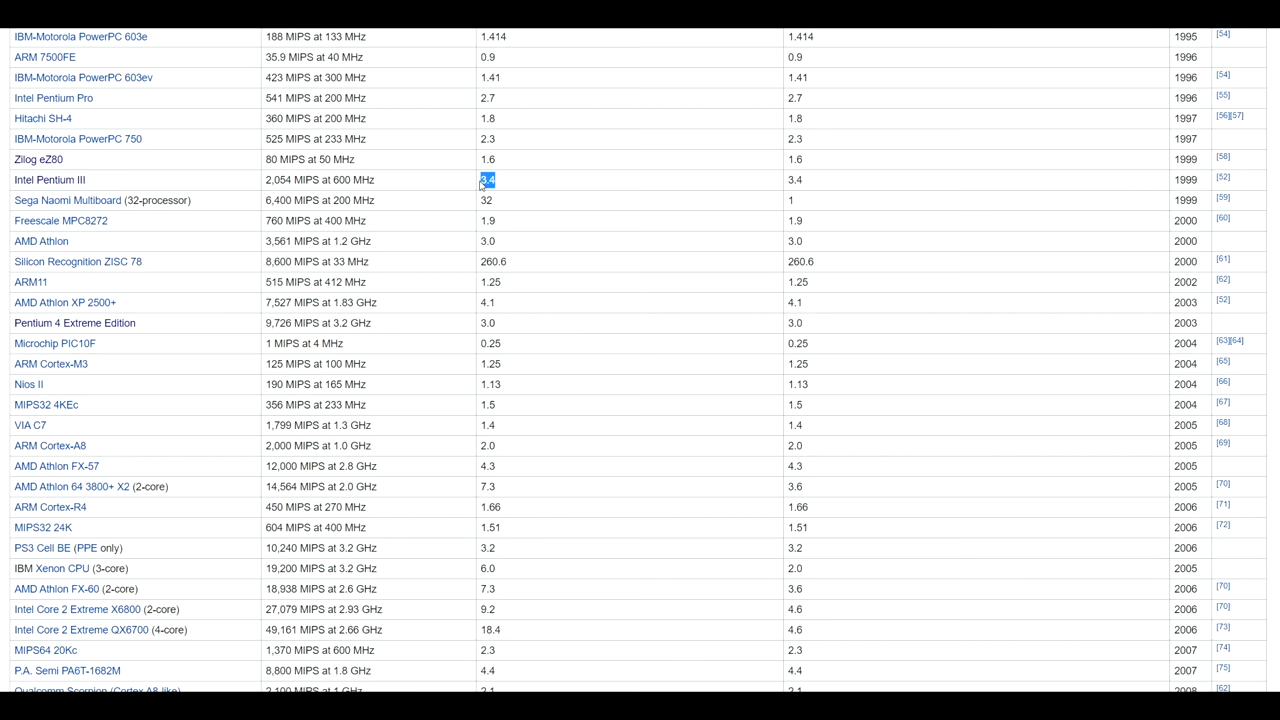 IBM-Motorola PowerPC 603e 188 MIPS at 133 MHz 1.414 1.414 1995 [54]
ARM 7500FE 35.9 MIPS at 40 MHz 0.9 0.9 1996
IBM-Motorola PowerPC 603ev 423 MIPS at 300 MHz 1.41 1.41 1996 [54]
Intel Pentium Pro 541 MIPS at 200 MHz 2.7 2.7 1996 [55]
Hitachi SH-4 360 MIPS at 200 MHz 1.8 1.8 1997 [56][57]
IBM-Motorola PowerPC 750 525 MIPS at 233 MHz 2.3 2.3 1997
Zilog eZ80 80 MIPS at 50 MHz 1.6 1.6 1999 [58]
Intel Pentium III 2,054 MIPS at 600 MHz 3.4 3.4 1999 [52]
Sega Naomi Multiboard (32-processor) 6,400 MIPS at 200 MHz 32 1 1999 [59]
Freescale MPC8272 760 MIPS at 400 MHz 1.9 1.9 2000 [60]
AMD Athlon 3,561 MIPS at 1.2 GHz 3.0 3.0 2000
Silicon Recognition ZISC 78 8,600 MIPS at 33 MHz 260.6 260.6 2000 [61]
ARM11 515 MIPS at 412 MHz 1.25 1.25 2002 [62]
AMD Athlon XP 2500+ 7,527 MIPS at 1.83 GHz 4.1 4.1 2003 [52]
Pentium 4 Extreme Edition 9,726 MIPS at 3.2 GHz 3.0 3.0 2003
Microchip PIC10F 1 MIPS at 4 MHz 0.25 0.25 2004 [63][64]
ARM Cortex-M3 125 MIPS at 100 MHz 1.25 1.25 2004 [65]
Nios II 190 MIPS at 165 MHz 1.13 1.13 2004 [66]
MIPS32 4KEc 356 MIPS at 233 MHz 1.5 1.5 2004 [67]
VIA C7 1,799 MIPS at 1.3 GHz 1.4 1.4 2005 [68]
ARM Cortex-A8 2,000 MIPS at 1.0 GHz 2.0 2.0 2005 [69]
AMD Athlon FX-57 12,000 MIPS at 2.8 GHz 4.3 4.3 2005
AMD Athlon 64 3800+ X2 (2-core) 14,564 MIPS at 2.0 GHz 7.3 3.6 2005 [70]
ARM Cortex-R4 450 MIPS at 270 MHz 1.66 1.66 2006 [71]
MIPS32 24K 604 MIPS at 400 MHz 1.51 1.51 2006 [72]
PS3 Cell BE (PPE only) 10,240 MIPS at 3.2 GHz 3.2 3.2 2006
IBM Xenon CPU (3-core) 19,200 MIPS at 3.2 GHz 6.0 2.0 2005
AMD Athlon FX-60 (2-core) 18,938 MIPS at 2.6 GHz 7.3 3.6 2006 [70]
Intel Core 2 Extreme X6800 (2-core) 27,079 MIPS at 2.93 GHz 9.2 4.6 2006 [70]
Intel Core 2 Extreme QX6700 (4-core) 49,161 MIPS at 2.66 GHz 18.4 4.6 2006 [73]
MIPS64 20Kc 1,370 MIPS at 600 MHz 2.3 2.3 2007 [74]
P.A. Semi PA6T-1682M 8,800 MIPS at 1.8 GHz 4.4 4.4 2007 [75]
Qualcomm Scorpion (Cortex A8-like) 2,100 MIPS at 1 GHz 2.1 2.1 2008 [62]